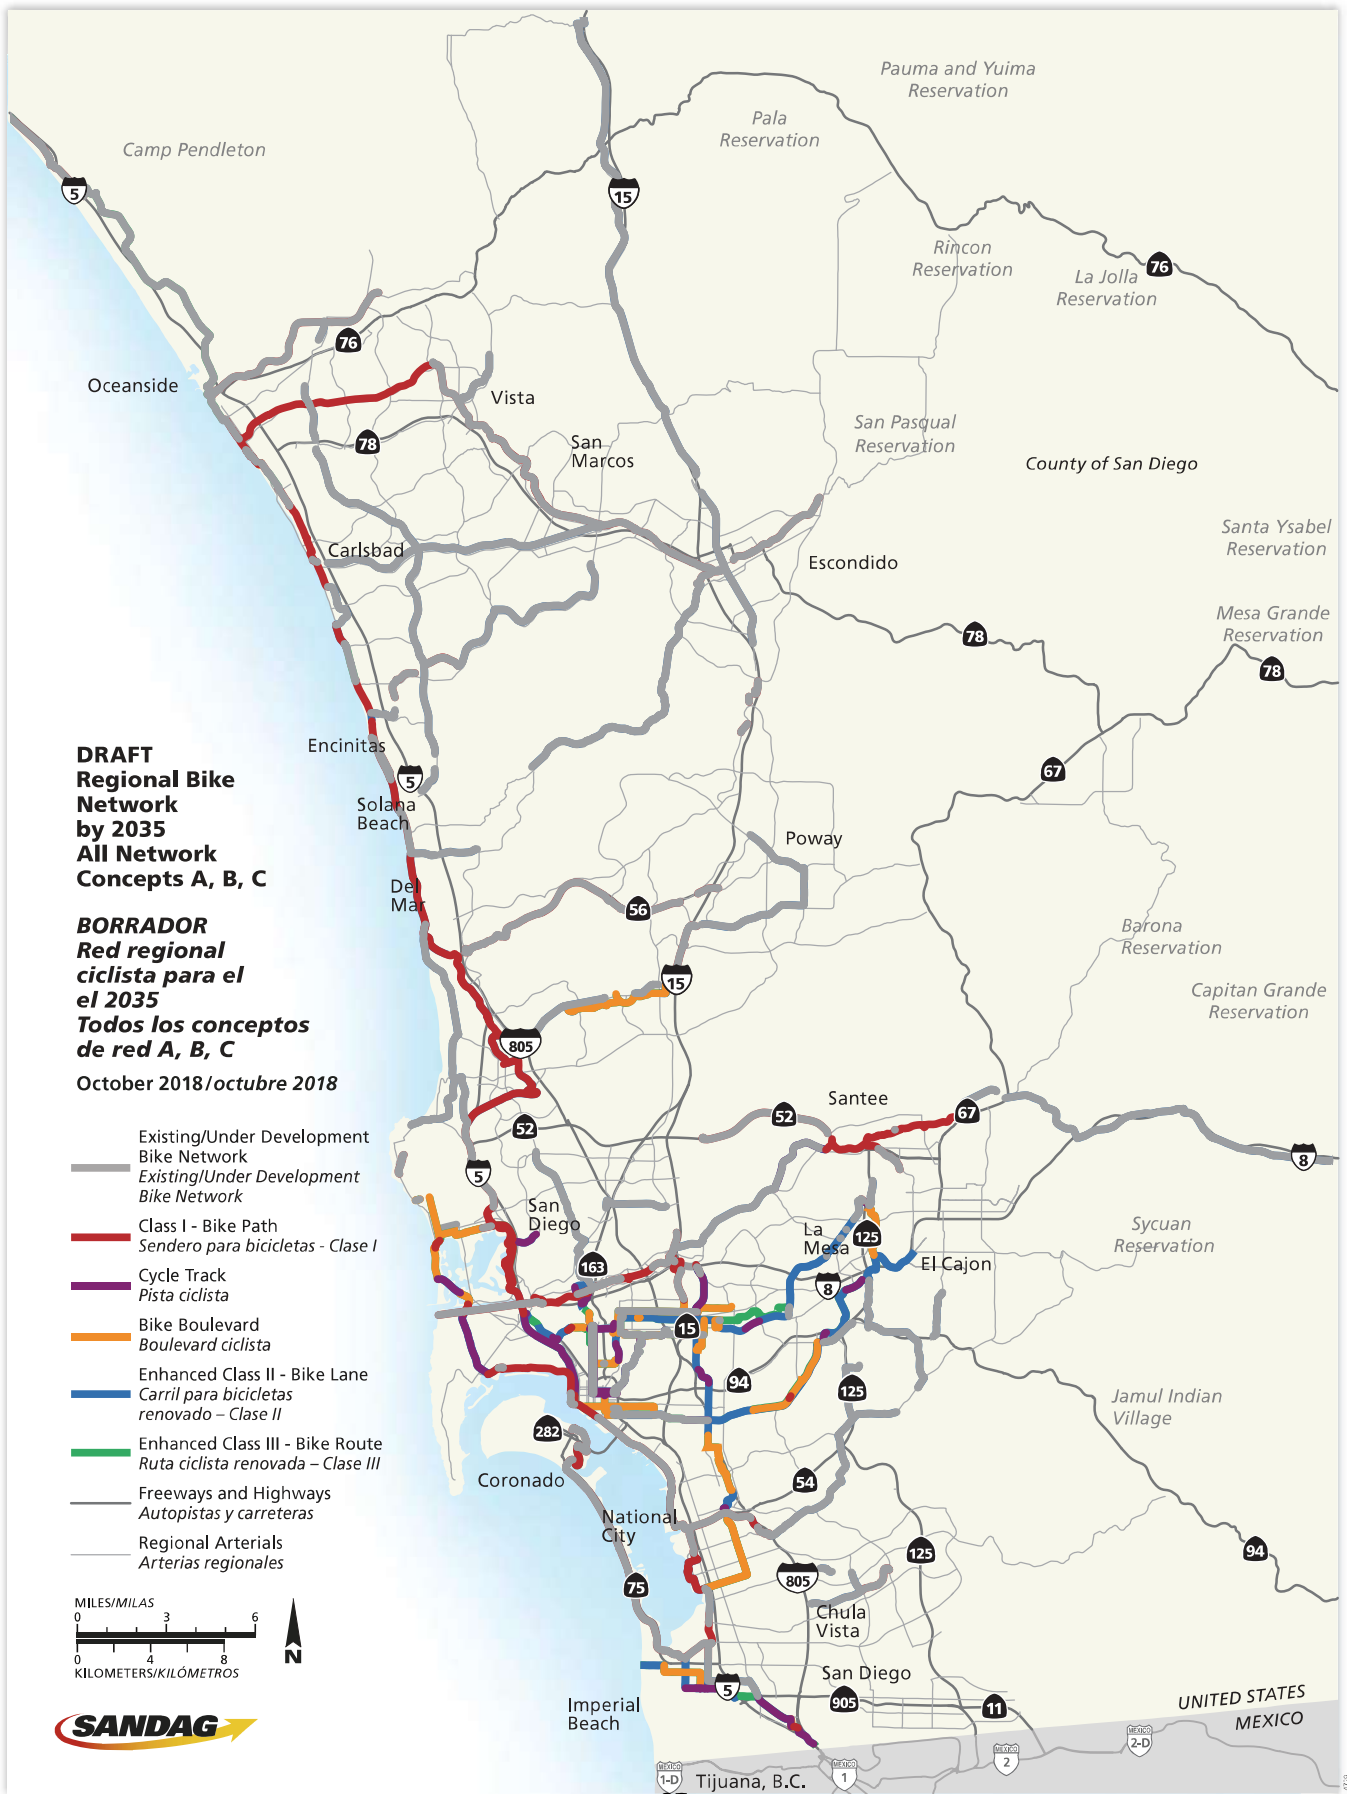 Pauma and Yuima
Reservation
Pala
Reservation
Camp Pendleton
5
15
Rincon
Reservation
La Jolla
Reservation
76
76
Oceanside
Vista
78
San
Marcos
San Pasqual
Reservation
County of San Diego
Santa Ysabel
Reservation
Carlsbad
Escondido
Mesa Grande
Reservation
78
78
Encinitas
5
67
Solana
Beach
Poway
Del
Mar
56
Barona
Reservation
15
Capitan Grande
Reservation
805
DRAFT
Regional Bike
Network
by 2035
All Network
Concepts A, B, C
BORRADOR
Red regional
ciclista para el
el 2035
Todos los conceptos
de red A, B, C
October 2018/octubre 2018
Santee
52
67
52
8
5
San
Diego
La
Mesa
125
El Cajon
Sycuan
Reservation
163
8
15
94
125
Jamul Indian
Village
282
Coronado
54
National
City
125
94
75
805
Chula
Vista
San Diego
5
905
11
Imperial
Beach
UNITED STATES
MEXICO
MEXICO
2-D
MEXICO
2
MEXICO
1-D
Tijuana, B.C.
MEXICO
1
Existing/Under Development
Bike Network
Existing/Under Development
Bike Network
Class I - Bike Path
Sendero para bicicletas - Clase I
Cycle Track
Pista ciclista
Bike Boulevard
Boulevard ciclista
Enhanced Class II - Bike Lane
Carril para bicicletas
renovado – Clase II
Enhanced Class III - Bike Route
Ruta ciclista renovada – Clase III
Freeways and Highways
Autopistas y carreteras
Regional Arterials
Arterias regionales
MILES/MILAS
0 3 6
0 4 8
KILOMETERS/KILÓMETROS
N
SANDAG